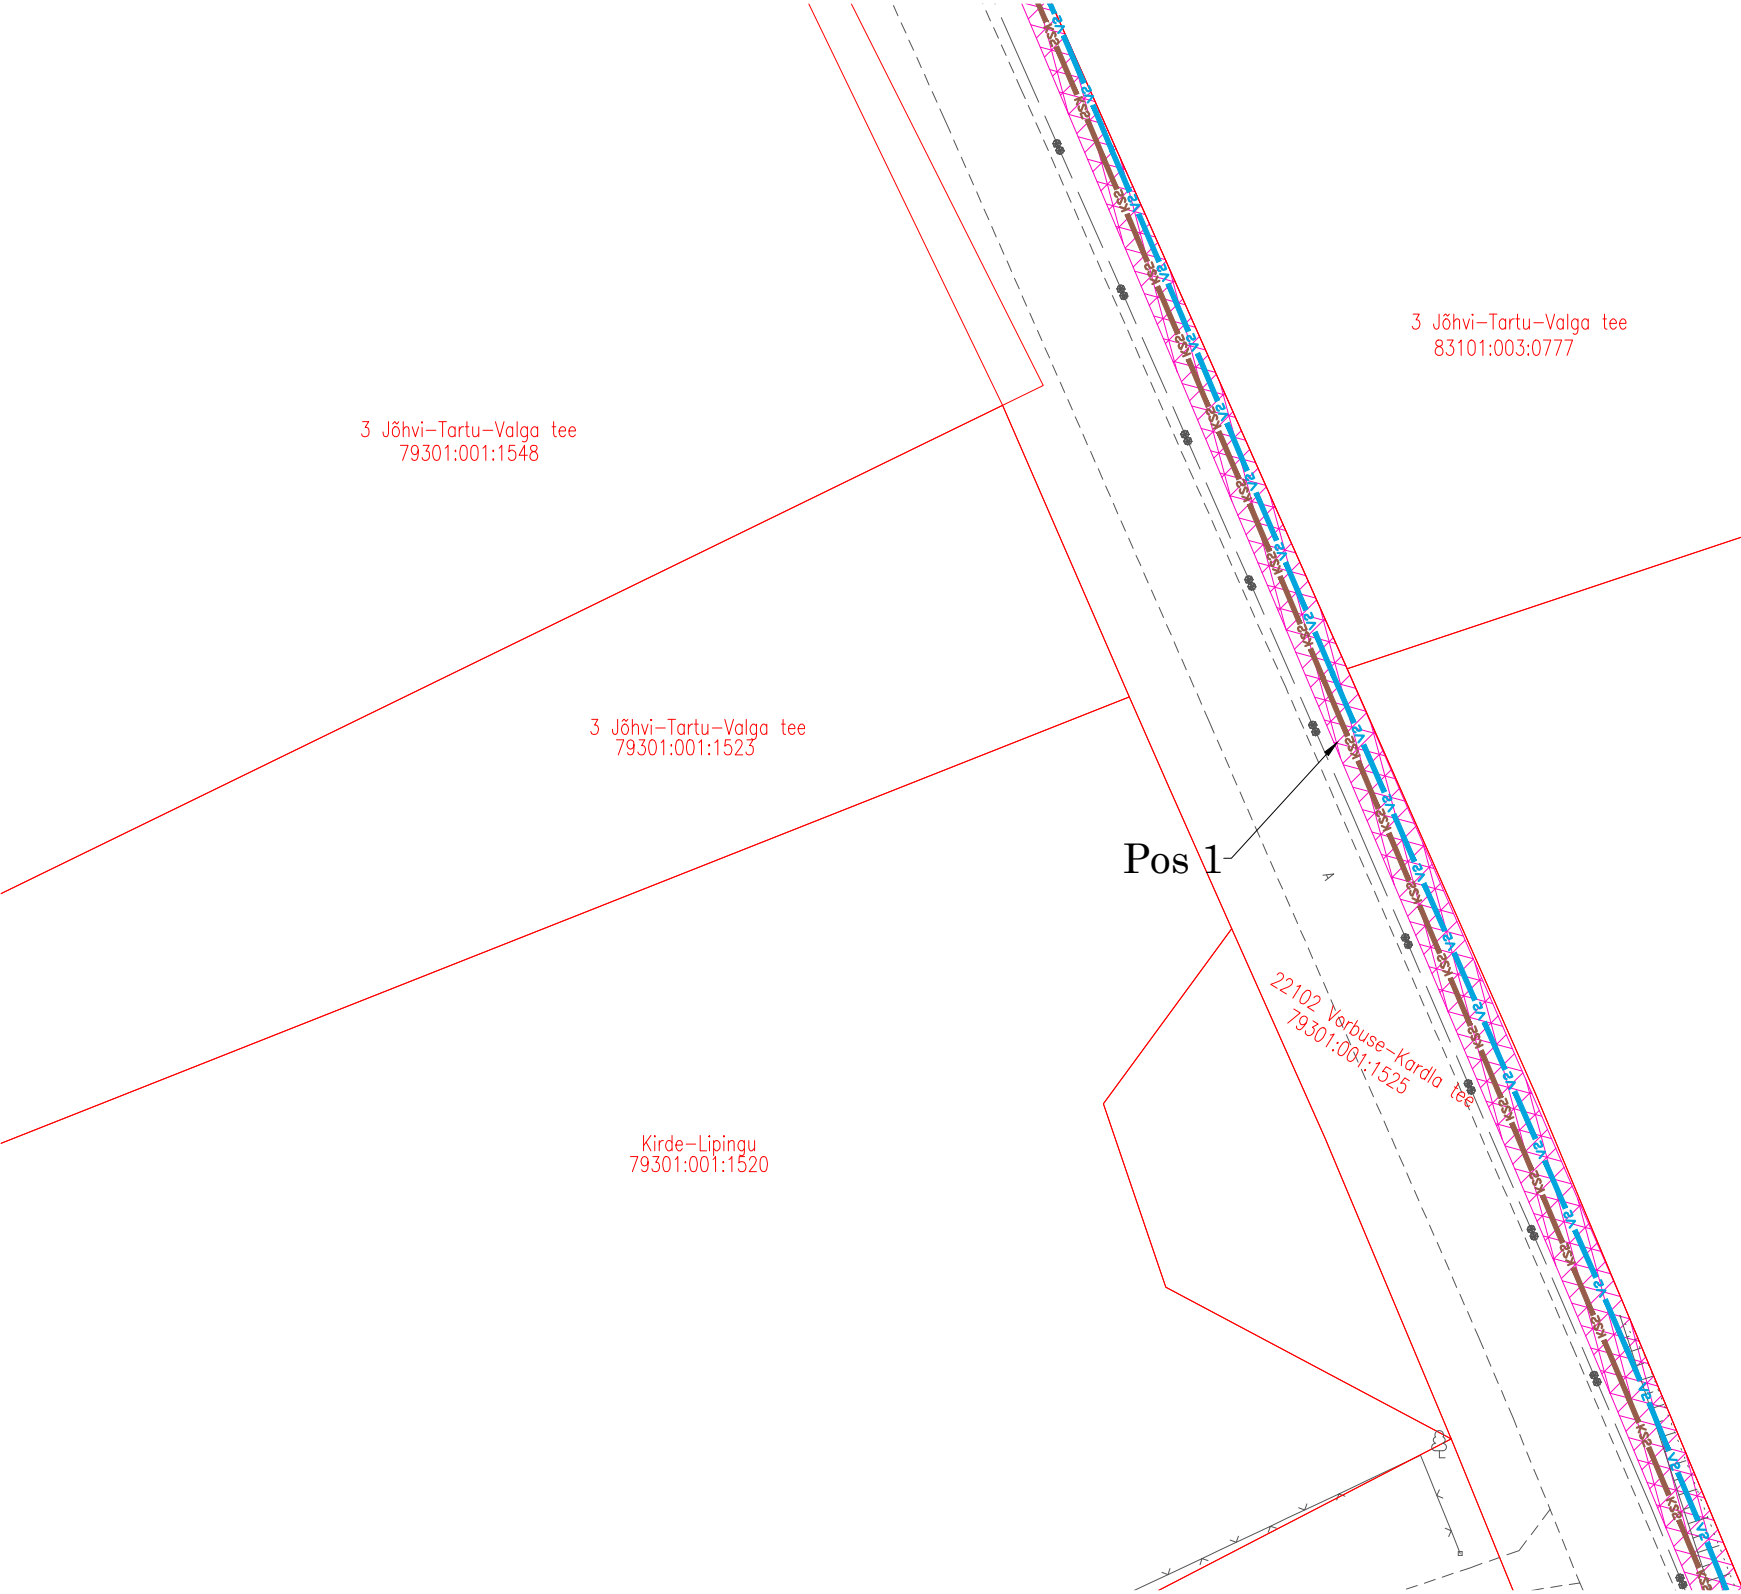 3 Jõhvi-Tartu-Valga tee
83101:003:0777
3 Jõhvi-Tartu-Valga tee
79301:001:1548
3 Jõhvi-Tartu-Valga tee
79301:001:1523
Pos 1
A
22102 Vorbuse-Kardla tee
79301:001:1525
Kirde-Lipingu
79301:001:1520